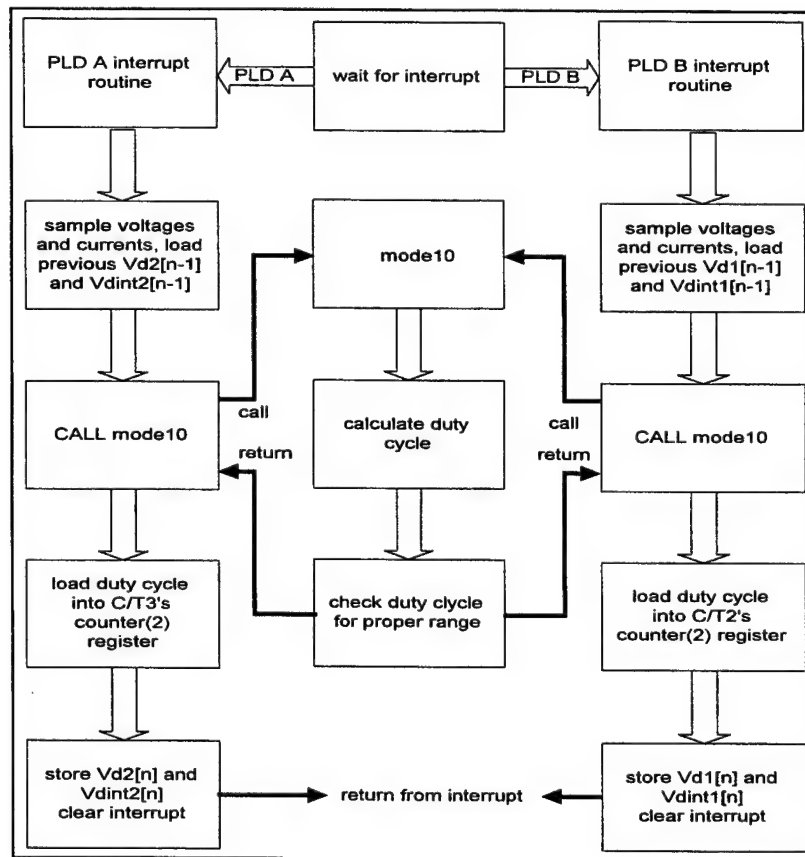 PLD A interrupt
routine
PLD A
wait for interrupt
PLD B
PLD B interrupt
routine
sample voltages
and currents, load
previous Vd2[n-1]
and Vdint2[n-1]
mode10
sample voltages
and currents, load
previous Vd1[n-1]
and Vdint1[n-1]
CALL mode10
call
return
calculate duty
cycle
call
return
CALL mode10
load duty cycle
into C/T3's
counter(2)
register
check duty clycle
for proper range
load duty cycle
into C/T2's
counter(2) register
store Vd2[n] and
Vdint2[n]
clear interrupt
return from interrupt
store Vd1[n] and
Vdint1[n]
clear interrupt